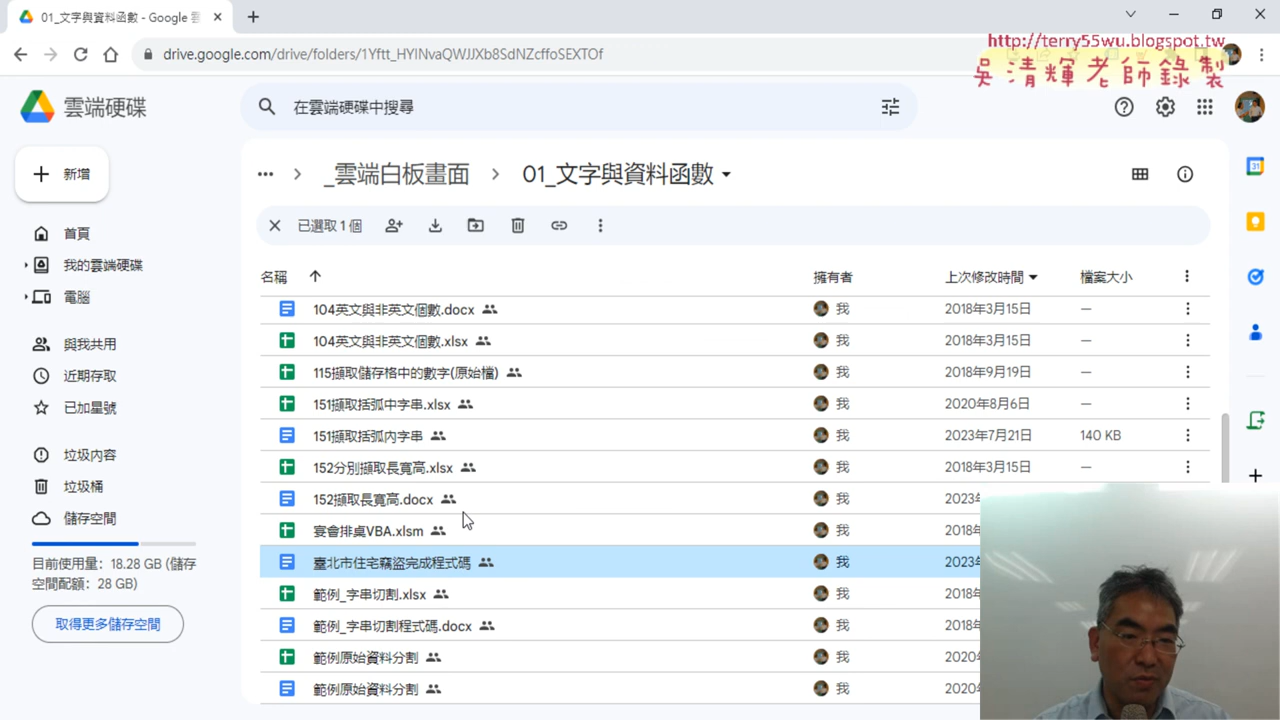 01_文字與資料函數 - Google 雲
drive.google.com/drive/folders/1Yftt_HYlNvaQWJJXb8SsNZcffoSEXTOf
http://terry55wu.blogspot.tw
吳清輝老師錄製
雲端硬碟
在雲端硬碟中搜尋
新增
_雲端白板畫面
01_文字與資料函數
已選取 1 個
首頁
我的雲端硬碟
電腦
與我共用
近期存取
已加星號
垃圾內容
垃圾桶
儲存空間
目前使用量：18.28 GB (儲存
空間配額：28 GB)
取得更多儲存空間
名稱 擁有者 上次修改時間 檔案大小
104英文與非英文個數.docx 我 2018年3月15日 —
104英文與非英文個數.xlsx 我 2018年3月15日 —
115擷取儲存格中的數字(原始檔) 我 2018年9月19日 —
151擷取括弧中字串.xlsx 我 2020年8月6日 —
151擷取括弧內字串 我 2023年7月21日 140 KB
152分別擷取長寬高.xlsx 我 2018年3月15日 —
152擷取長寬高.docx 我 2023
宴會排桌VBA.xlsm 我 2018
臺北市住宅竊盜完成程式碼 我 2023
範例_字串切割.xlsx 我 2018
範例_字串切割程式碼.docx 我 2018
範例原始資料分割 我 2020
範例原始資料分割 我 2020
31